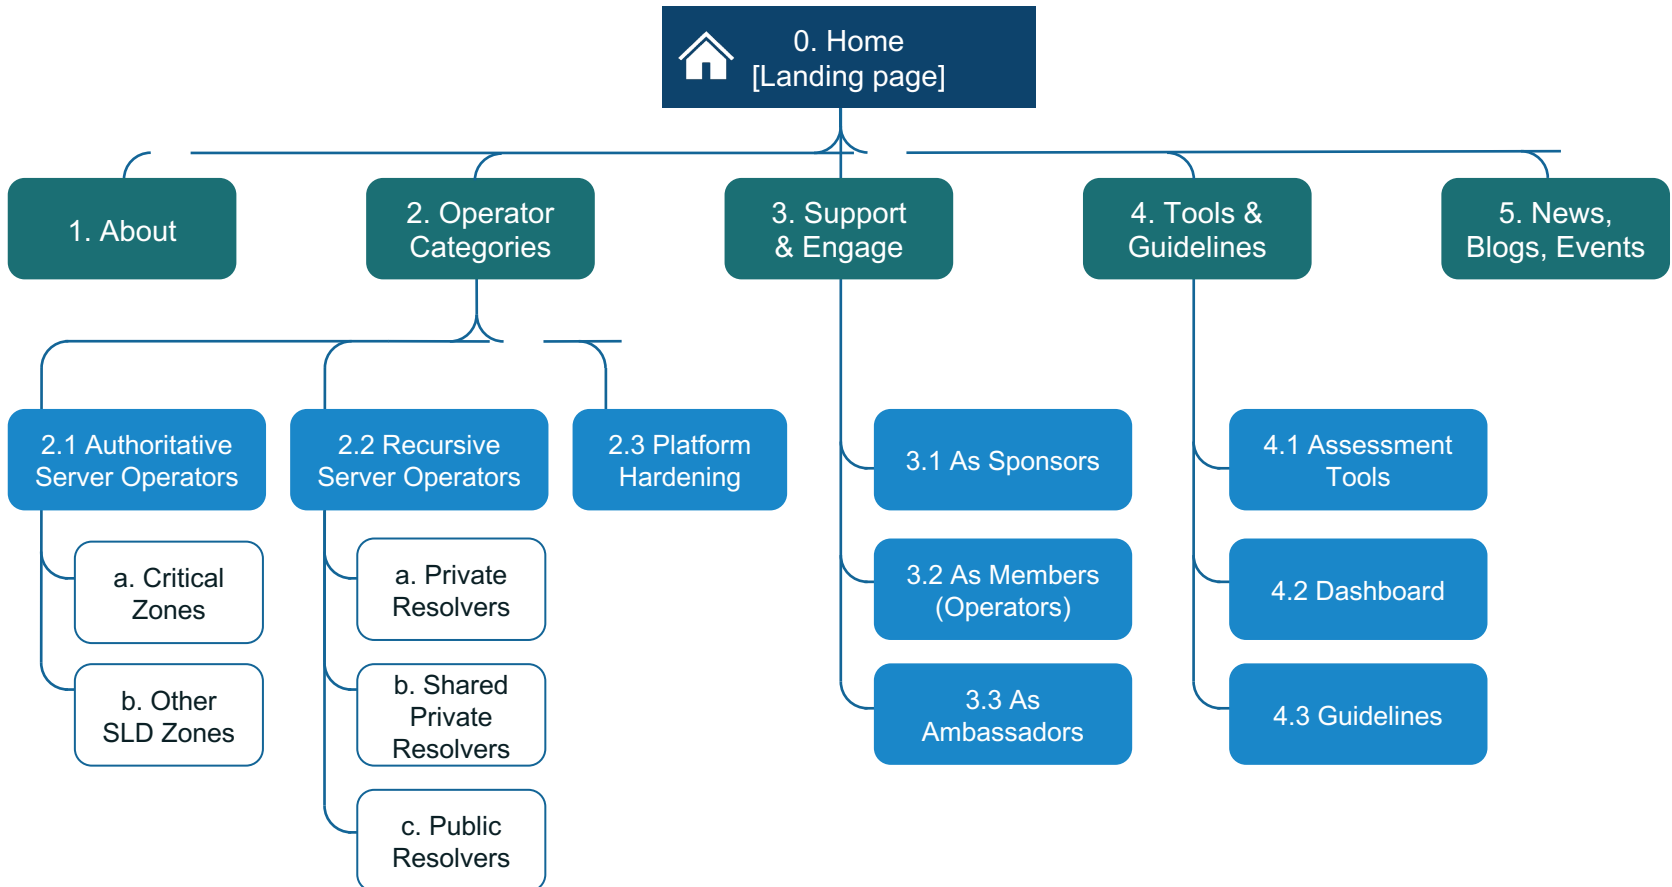 0. Home
[Landing page]
1. About
2. Operator
Categories
3. Support
& Engage
4. Tools &
Guidelines
5. News,
Blogs, Events
2.1 Authoritative
Server Operators
2.2 Recursive
Server Operators
2.3 Platform
Hardening
3.1 As Sponsors
4.1 Assessment
Tools
a. Critical
Zones
a. Private
Resolvers
3.2 As Members
(Operators)
4.2 Dashboard
b. Other
SLD Zones
b. Shared
Private
Resolvers
3.3 As
Ambassadors
4.3 Guidelines
c. Public
Resolvers